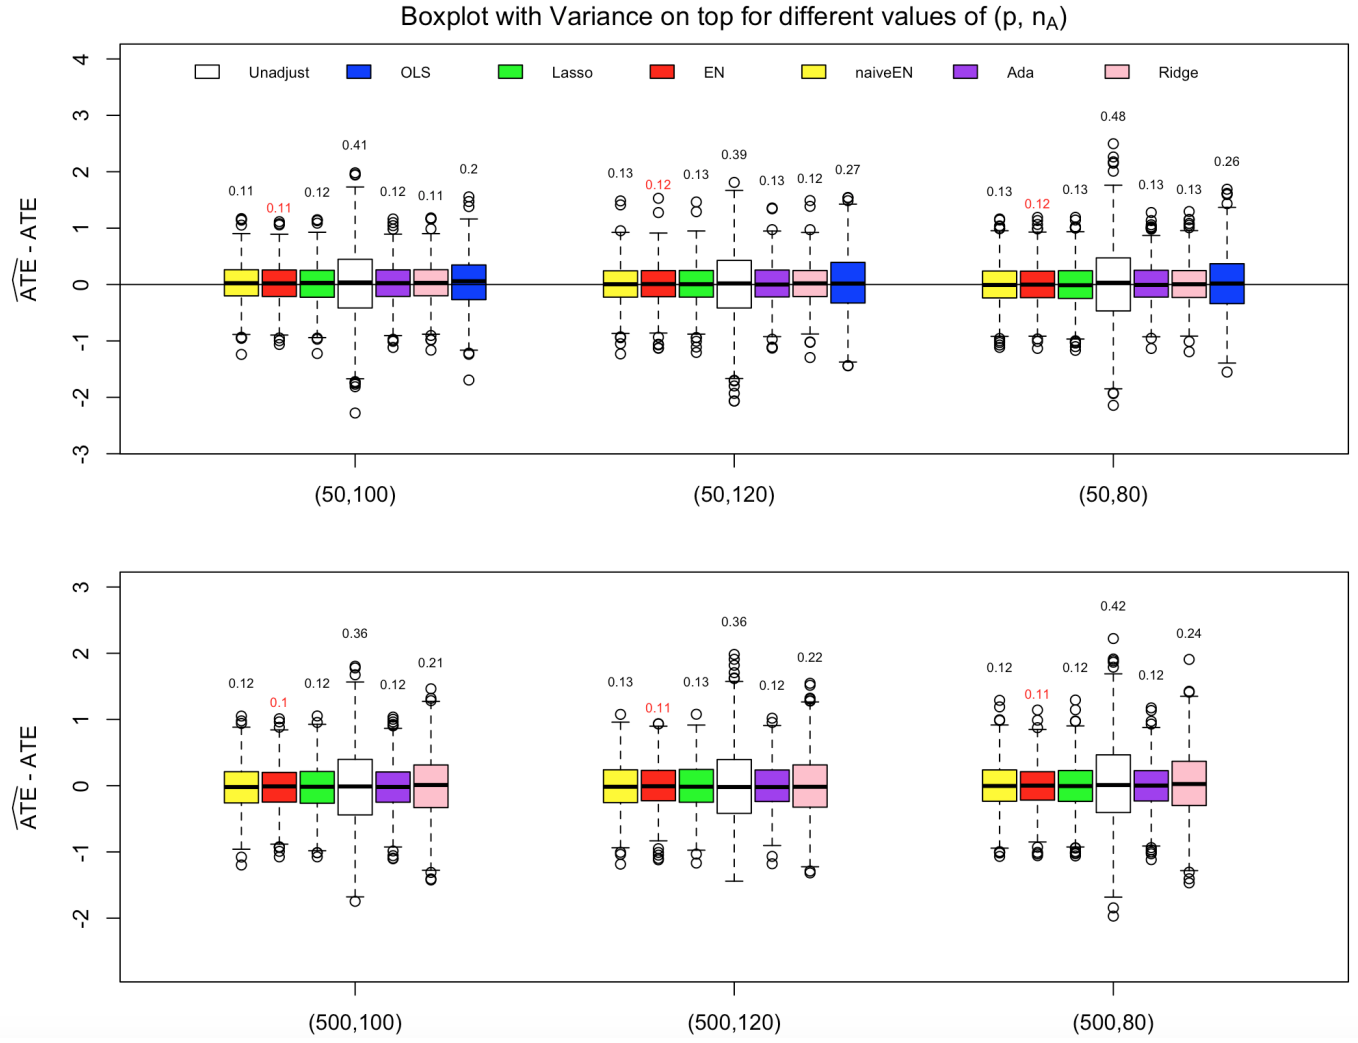 Boxplot with Variance on top for different values of (p, nA)
Unadjust OLS Lasso EN naiveEN Ada Ridge
4
3
2
1
0
-1
-2
-3
ATE - ATE
0.11 0.11 0.12 0.41 0.12 0.11 0.2
0.13 0.12 0.13 0.39 0.13 0.12 0.27
0.13 0.12 0.13 0.48 0.13 0.13 0.26
(50,100) (50,120) (50,80)
3
2
1
0
-1
-2
ATE - ATE
0.12 0.1 0.12 0.36 0.12 0.21
0.13 0.11 0.13 0.36 0.12 0.22
0.12 0.11 0.12 0.42 0.12 0.24
(500,100) (500,120) (500,80)